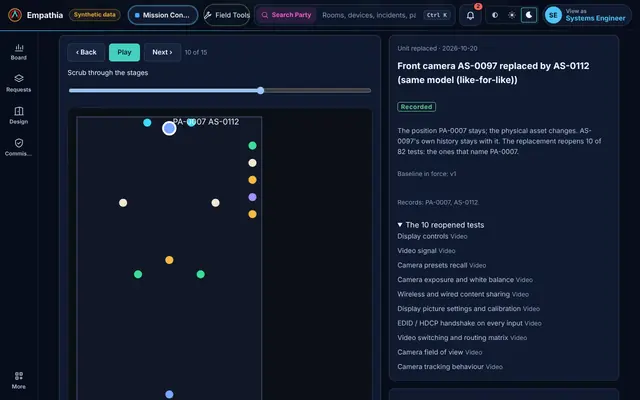 Empathia
Synthetic data
Mission Con...
Field Tools
Search Party
Rooms, devices, incidents, pa
Ctrl K
2
SE
View as
Systems Engineer
Board
Requests
Design
Commis...
More
‹ Back
Play
Next ›
10 of 15
Scrub through the stages
PA-0007 AS-0112
Unit replaced · 2026-10-20
Front camera AS-0097 replaced by AS-0112
(same model (like-for-like))
Recorded
The position PA-0007 stays; the physical asset changes. AS-
0097's own history stays with it. The replacement reopens 10 of
82 tests: the ones that name PA-0007.
Baseline in force: v1
Records: PA-0007, AS-0112
▼ The 10 reopened tests
Display controls Video
Video signal Video
Camera presets recall Video
Camera exposure and white balance Video
Wireless and wired content sharing Video
Display picture settings and calibration Video
EDID / HDCP handshake on every input Video
Video switching and routing matrix Video
Camera field of view Video
Camera tracking behaviour Video